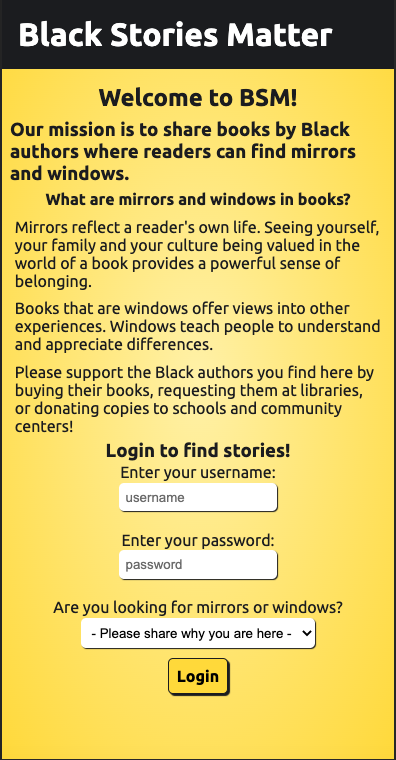 Black Stories Matter
Welcome to BSM!
Our mission is to share books by Black
authors where readers can find mirrors
and windows.
What are mirrors and windows in books?
Mirrors reflect a reader's own life. Seeing yourself,
your family and your culture being valued in the
world of a book provides a powerful sense of
belonging.
Books that are windows offer views into other
experiences. Windows teach people to understand
and appreciate differences.
Please support the Black authors you find here by
buying their books, requesting them at libraries,
or donating copies to schools and community
centers!
Login to find stories!
Enter your username:
username
Enter your password:
password
Are you looking for mirrors or windows?
- Please share why you are here -
Login